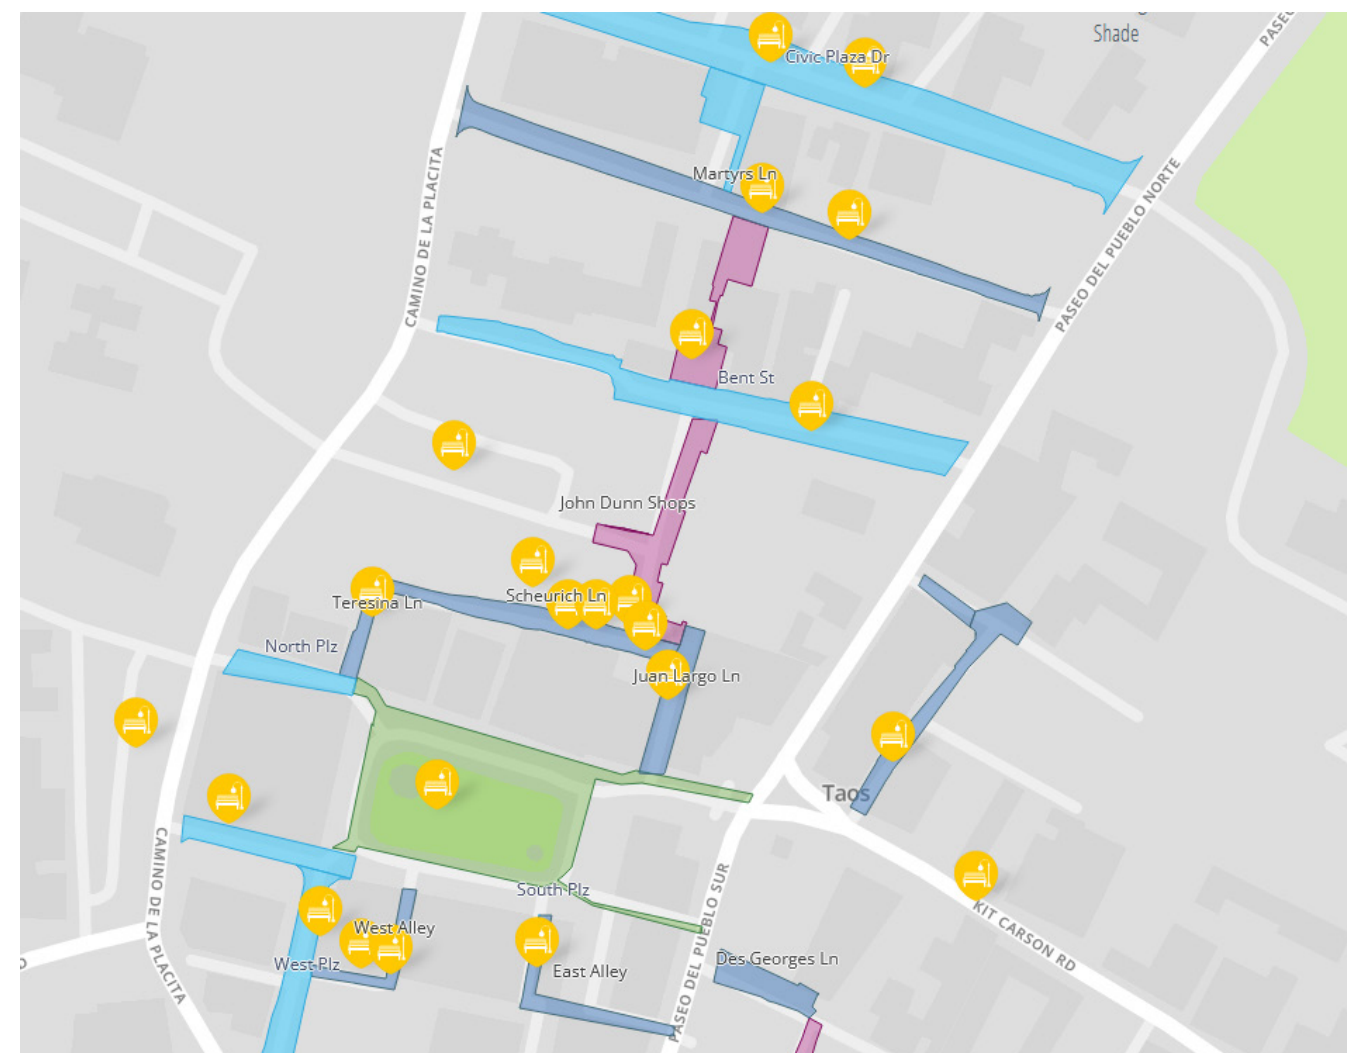 Shade
PASEO
Civic Plaza Dr
CAMINO DE LA PLACITA
Martyrs Ln
PASEO DEL PUEBLO NORTE
Bent St
John Dunn Shops
Scheurich Ln
Teresina Ln
North Plz
Juan Largo Ln
Taos
CAMINO DE LA PLACITA
South Plz
PASEO DEL PUEBLO SUR
KIT CARSON RD
West Alley
West Plz
East Alley
Des Georges Ln